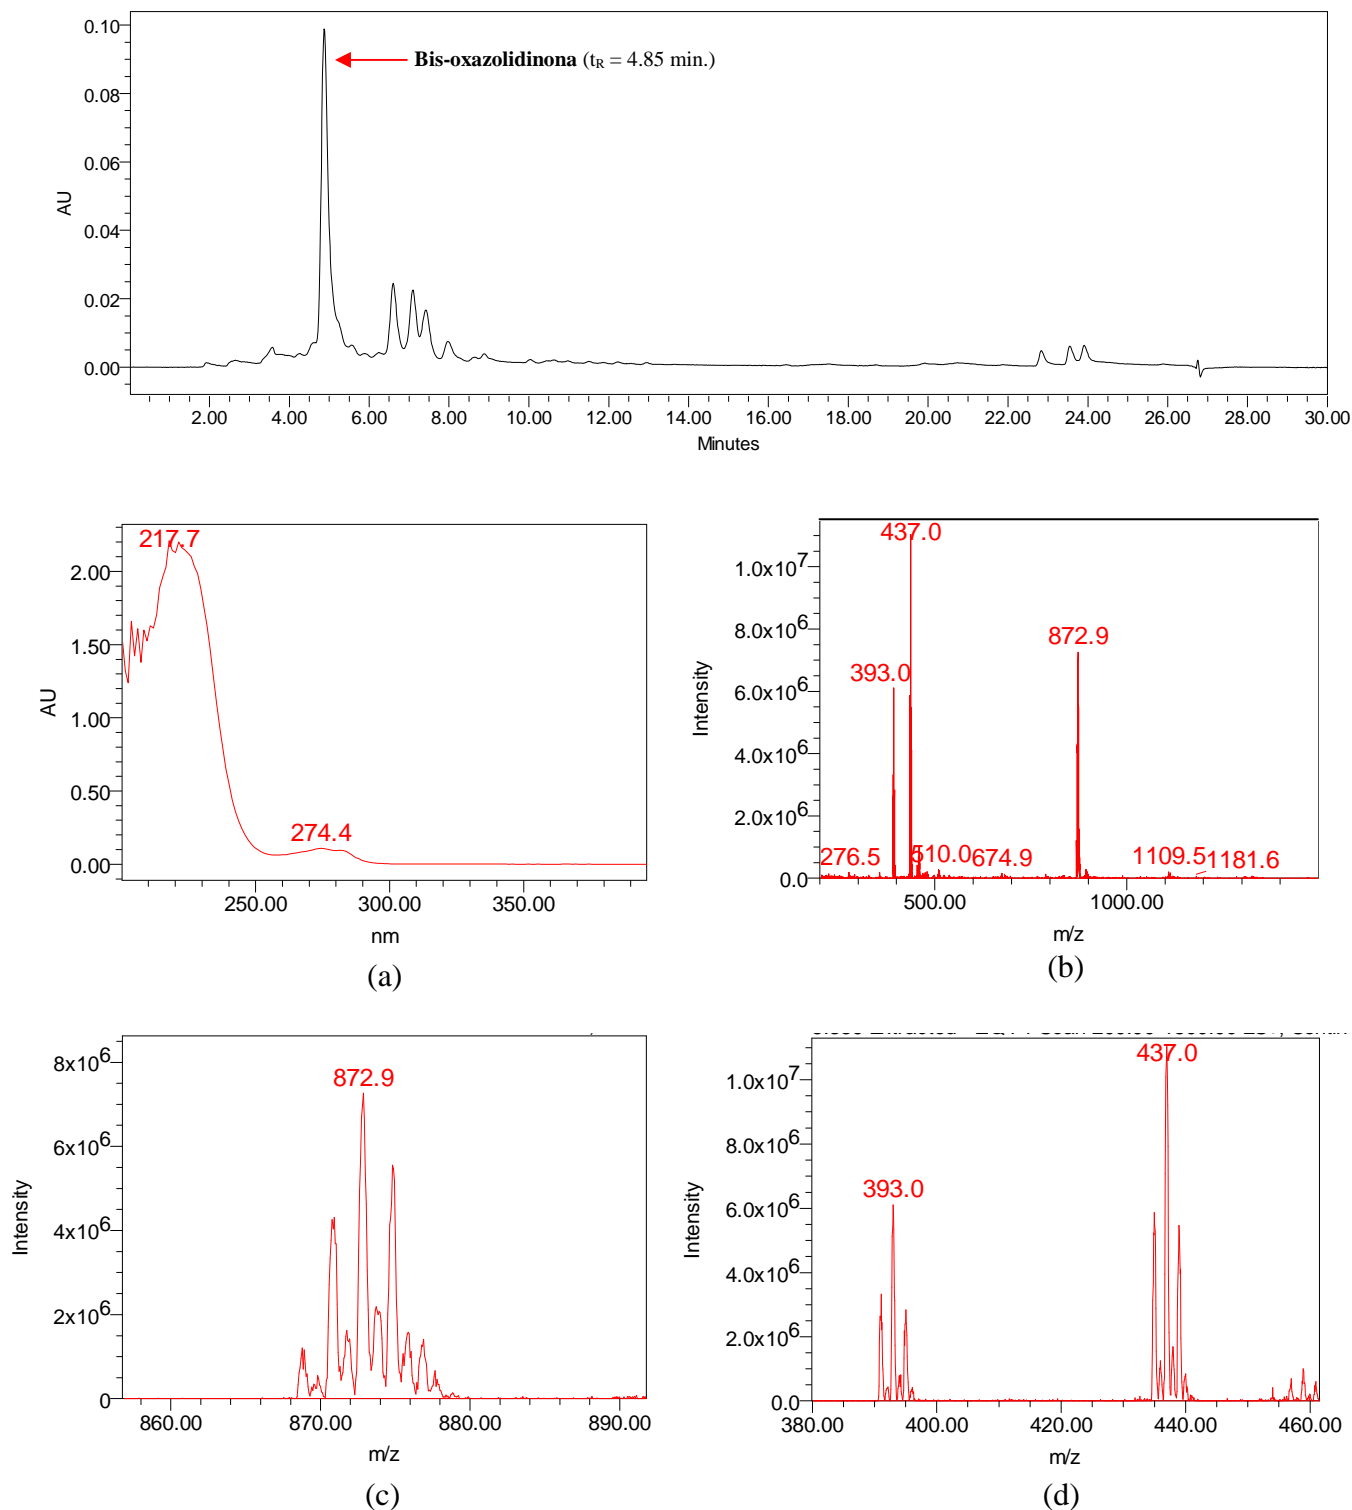 0.10
0.08
0.06
0.04
0.02
0.00
AU
Bis-oxazolidinona (tR = 4.85 min.)
2.00 4.00 6.00 8.00 10.00 12.00 14.00 16.00 18.00 20.00 22.00 24.00 26.00 28.00 30.00
Minutes
217.7
274.4
2.00
1.50
1.00
0.50
0.00
AU
250.00 300.00 350.00
nm
(a)
437.0
872.9
393.0
276.5 510.0 674.9 1109.5 1181.6
1.0x10^7
8.0x10^6
6.0x10^6
4.0x10^6
2.0x10^6
0.0
Intensity
500.00 1000.00
m/z
(b)
872.9
8x10^6
6x10^6
4x10^6
2x10^6
0
Intensity
860.00 870.00 880.00 890.00
m/z
(c)
437.0
393.0
1.0x10^7
8.0x10^6
6.0x10^6
4.0x10^6
2.0x10^6
0.0
Intensity
380.00 400.00 420.00 440.00 460.00
m/z
(d)